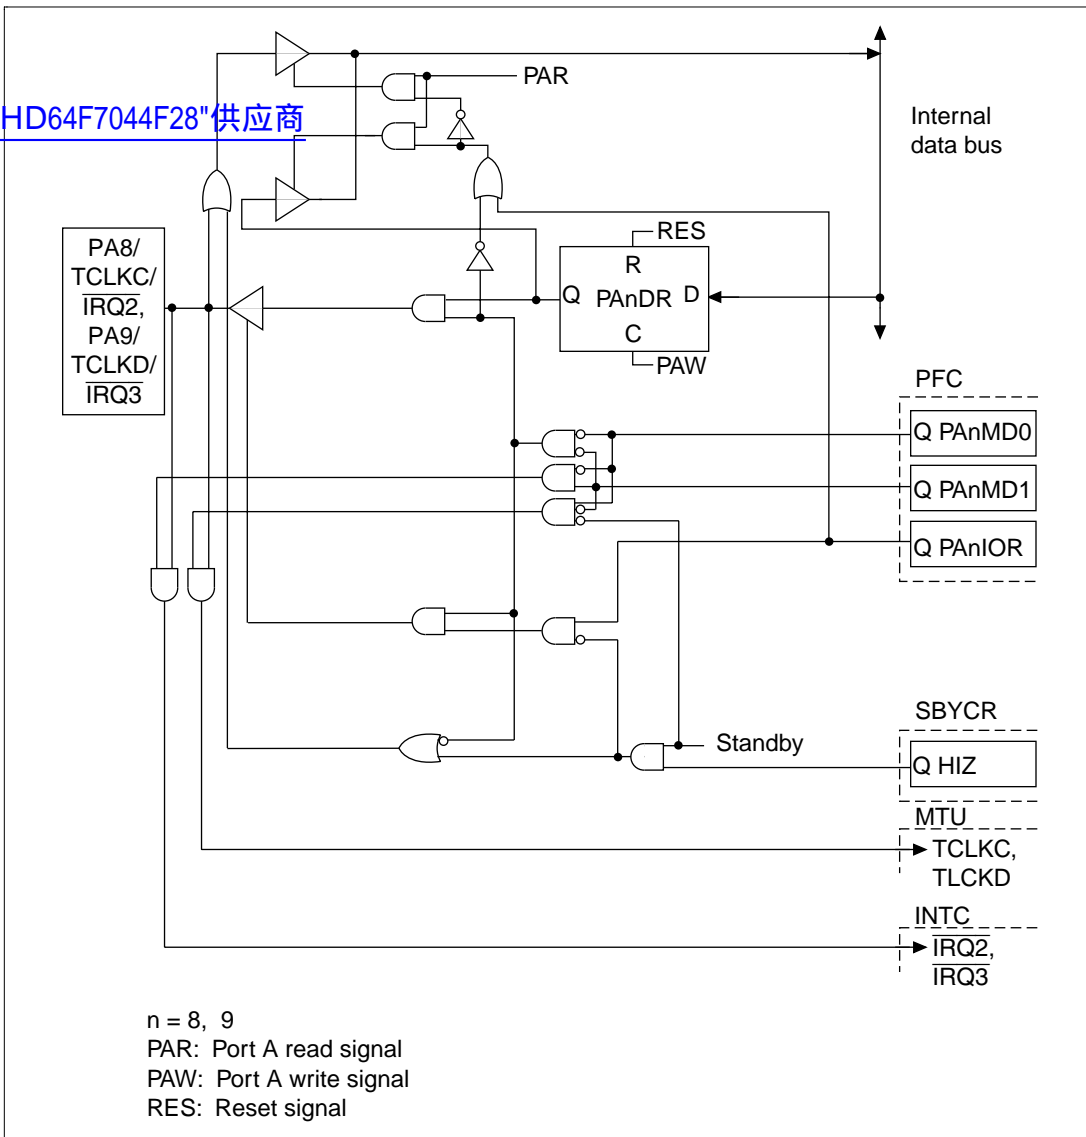 PAR
HD64F7044F28"供应商
Internal
data bus
RES
PA8/
TCLKC/
IRQ2,
PA9/
TCLKD/
IRQ3
R
Q PAnDR D
C
PAW
PFC
Q PAnMD0
Q PAnMD1
Q PAnIOR
SBYCR
Standby
Q HIZ
MTU
TCLKC,
TLCKD
INTC
IRQ2,
IRQ3
n = 8, 9
PAR: Port A read signal
PAW: Port A write signal
RES: Reset signal